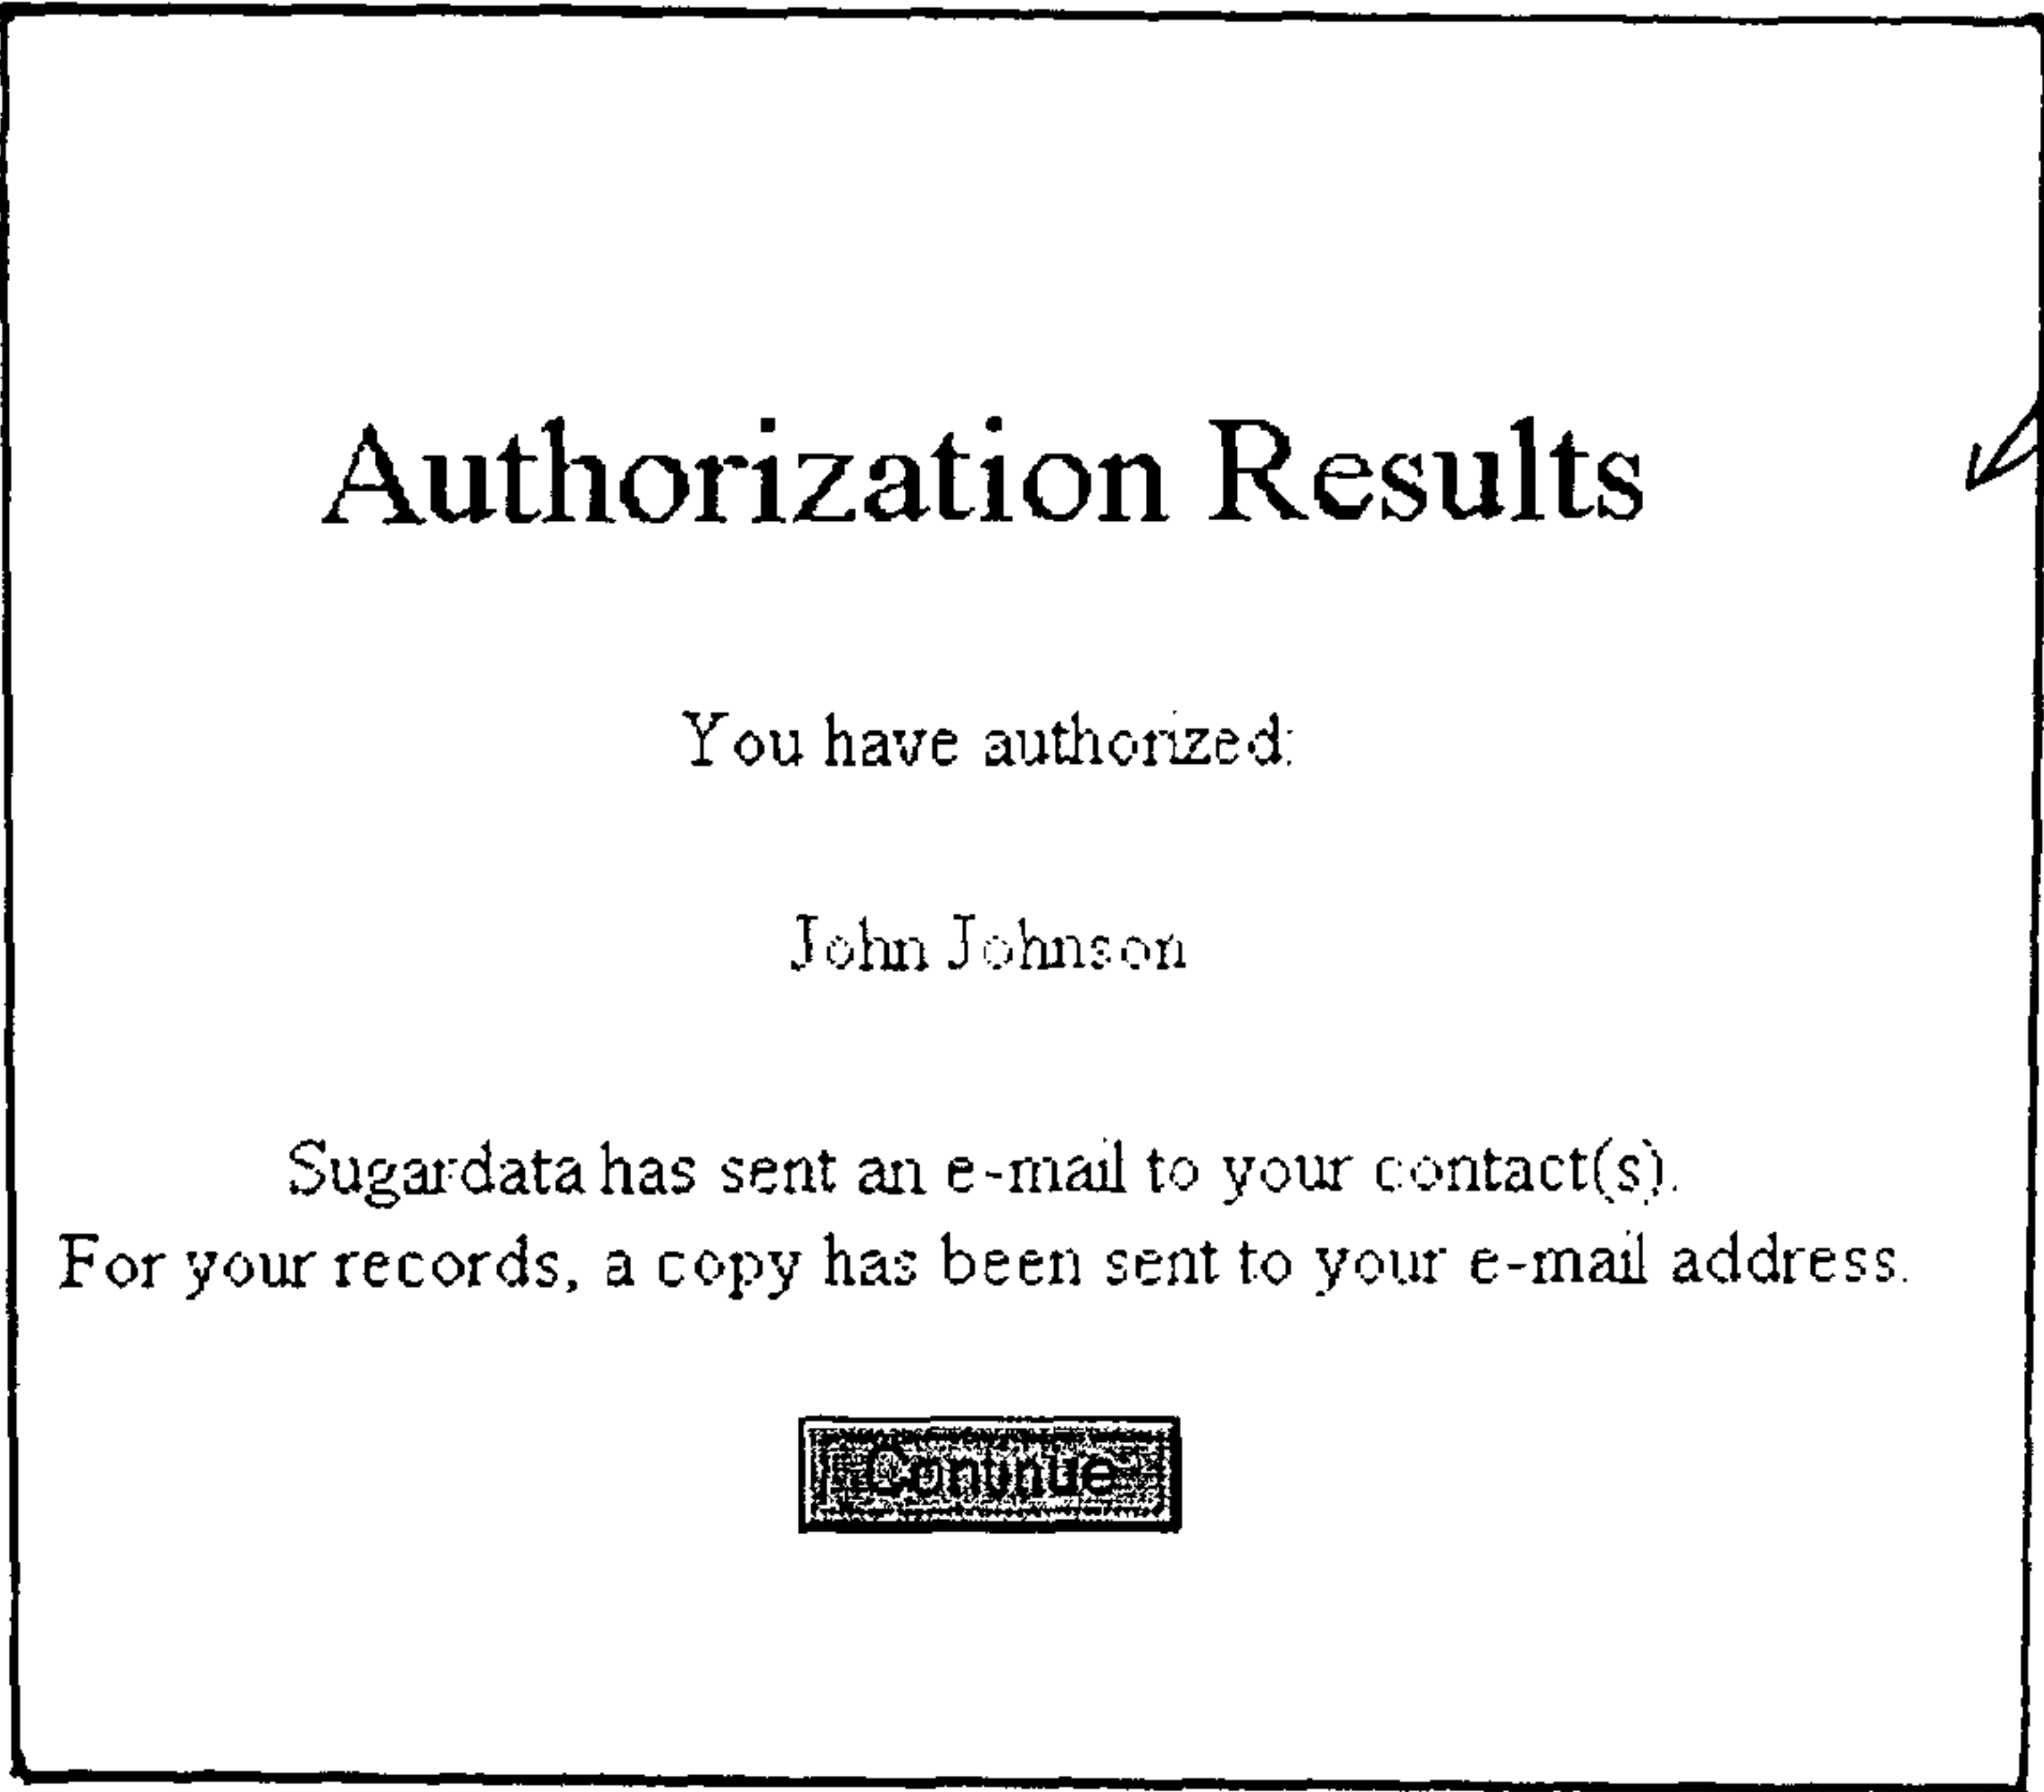 Authorization Results
You have authorized:
John Johnson
Sugardata has sent an e-mail to your contact(s).
For your records, a copy has been sent to your e-mail address.
Continue